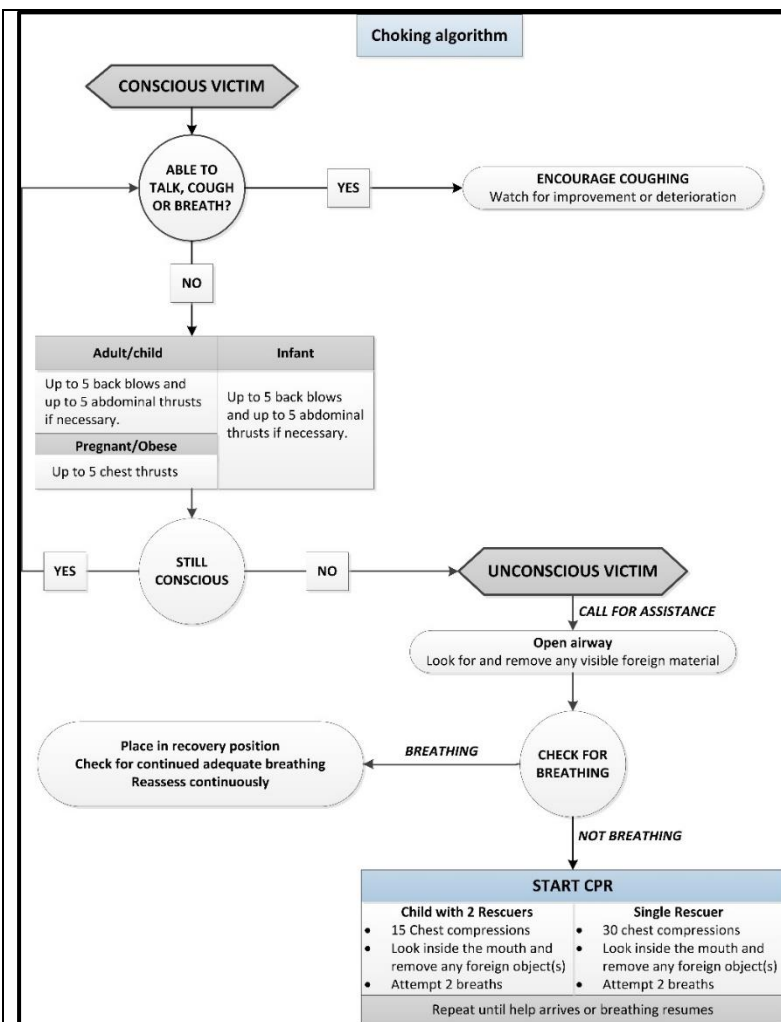 Choking algorithm
CONSCIOUS VICTIM
ABLE TO
TALK, COUGH
OR BREATH?
YES
ENCOURAGE COUGHING
Watch for improvement or deterioration
NO
Adult/child
Up to 5 back blows and
up to 5 abdominal thrusts
if necessary.
Pregnant/Obese
Up to 5 chest thrusts
Infant
Up to 5 back blows
and up to 5 abdominal
thrusts if necessary.
STILL
CONSCIOUS
YES
NO
UNCONSCIOUS VICTIM
CALL FOR ASSISTANCE
Open airway
Look for and remove any visible foreign material
CHECK FOR
BREATHING
BREATHING
Place in recovery position
Check for continued adequate breathing
Reassess continuously
NOT BREATHING
START CPR
Child with 2 Rescuers
• 15 Chest compressions
• Look inside the mouth and
remove any foreign object(s)
• Attempt 2 breaths
Single Rescuer
• 30 chest compressions
• Look inside the mouth and
remove any foreign object(s)
• Attempt 2 breaths
Repeat until help arrives or breathing resumes